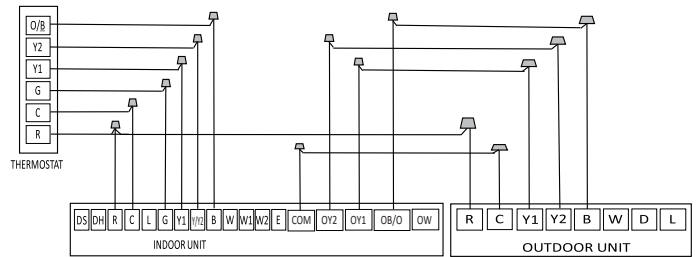 O/B
Y2
Y1
G
C
R
THERMOSTAT
DS DH R C L G Y1 Y/Y2 B W W1 W2 E COM OY2 OY1 OB/O OW
INDOOR UNIT
R C Y1 Y2 B W D L
OUTDOOR UNIT